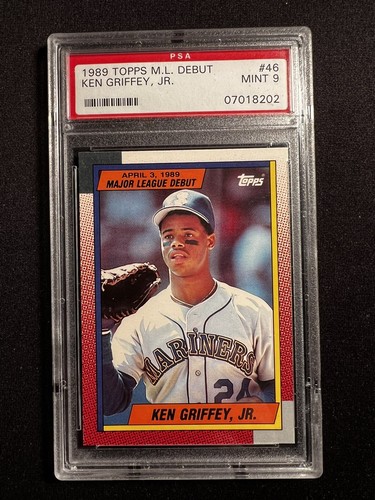 PSA
1989 TOPPS M.L. DEBUT #46
KEN GRIFFEY, JR. MINT 9
07018202
APRIL 3, 1989
MAJOR LEAGUE DEBUT
topps
MARINERS
24
KEN GRIFFEY, JR.